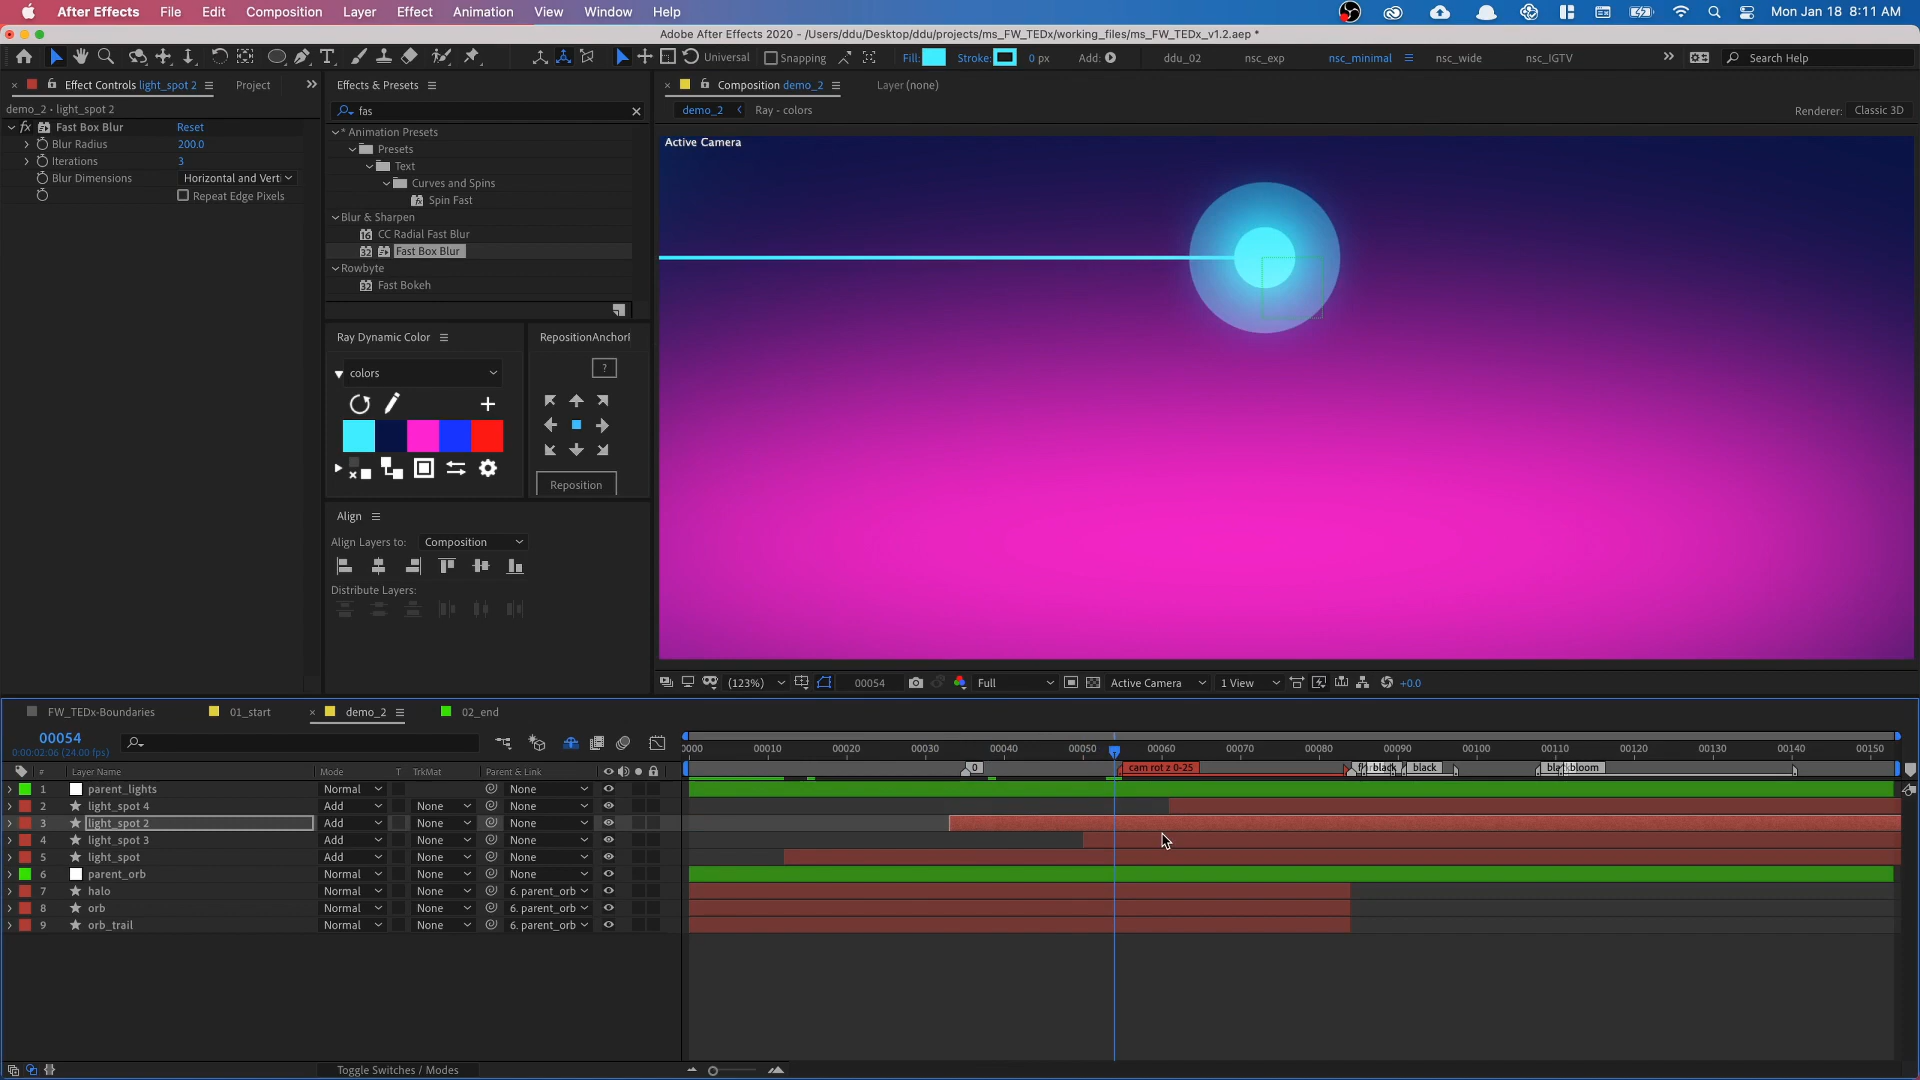 After Effects File Edit Composition Layer Effect Animation View Window Help Mon Jan 18 8:11 AM
Adobe After Effects 2020 - /Users/ddu/Desktop/ddu/projects/ms_FW_TEDx/working_files/ms_FW_TEDx_v1.2.aep *
Universal Snapping Fill: Stroke: 0 px Add: ddu_02 nsc_exp nsc_minimal nsc_wide nsc_IGTV Search Help
Effect Controls light_spot 2 Project
demo_2 • light_spot 2
fx Fast Box Blur Reset
Blur Radius 200.0
Iterations 3
Blur Dimensions Horizontal and Verti
Repeat Edge Pixels
Effects & Presets
fas
* Animation Presets
Presets
Text
Curves and Spins
Spin Fast
Blur & Sharpen
CC Radial Fast Blur
Fast Box Blur
Rowbyte
Fast Bokeh
Ray Dynamic Color
colors
RepositionAnchorP
?
Reposition
Align
Align Layers to: Composition
Distribute Layers:
Composition demo_2 Layer (none)
demo_2 Ray - colors
Renderer: Classic 3D
Active Camera
(123%) 00054 Full Active Camera 1 View +0.0
FW_TEDx-Boundaries 01_start demo_2 02_end
00054
0:00:02:06 (24.00 fps)
0000 00010 00020 00030 00040 00050 00060 00070 00080 00090 00100 00110 00120 00130 00140 00150
# Layer Name Mode T TrkMat Parent & Link
0 cam rot z 0-25 black black bloom
1 parent_lights Normal None
2 light_spot 4 Add None None
3 light_spot 2 Add None None
4 light_spot 3 Add None None
5 light_spot Add None None
6 parent_orb Normal None None
7 halo Normal None 6. parent_orb
8 orb Normal None 6. parent_orb
9 orb_trail Normal None 6. parent_orb
Toggle Switches / Modes